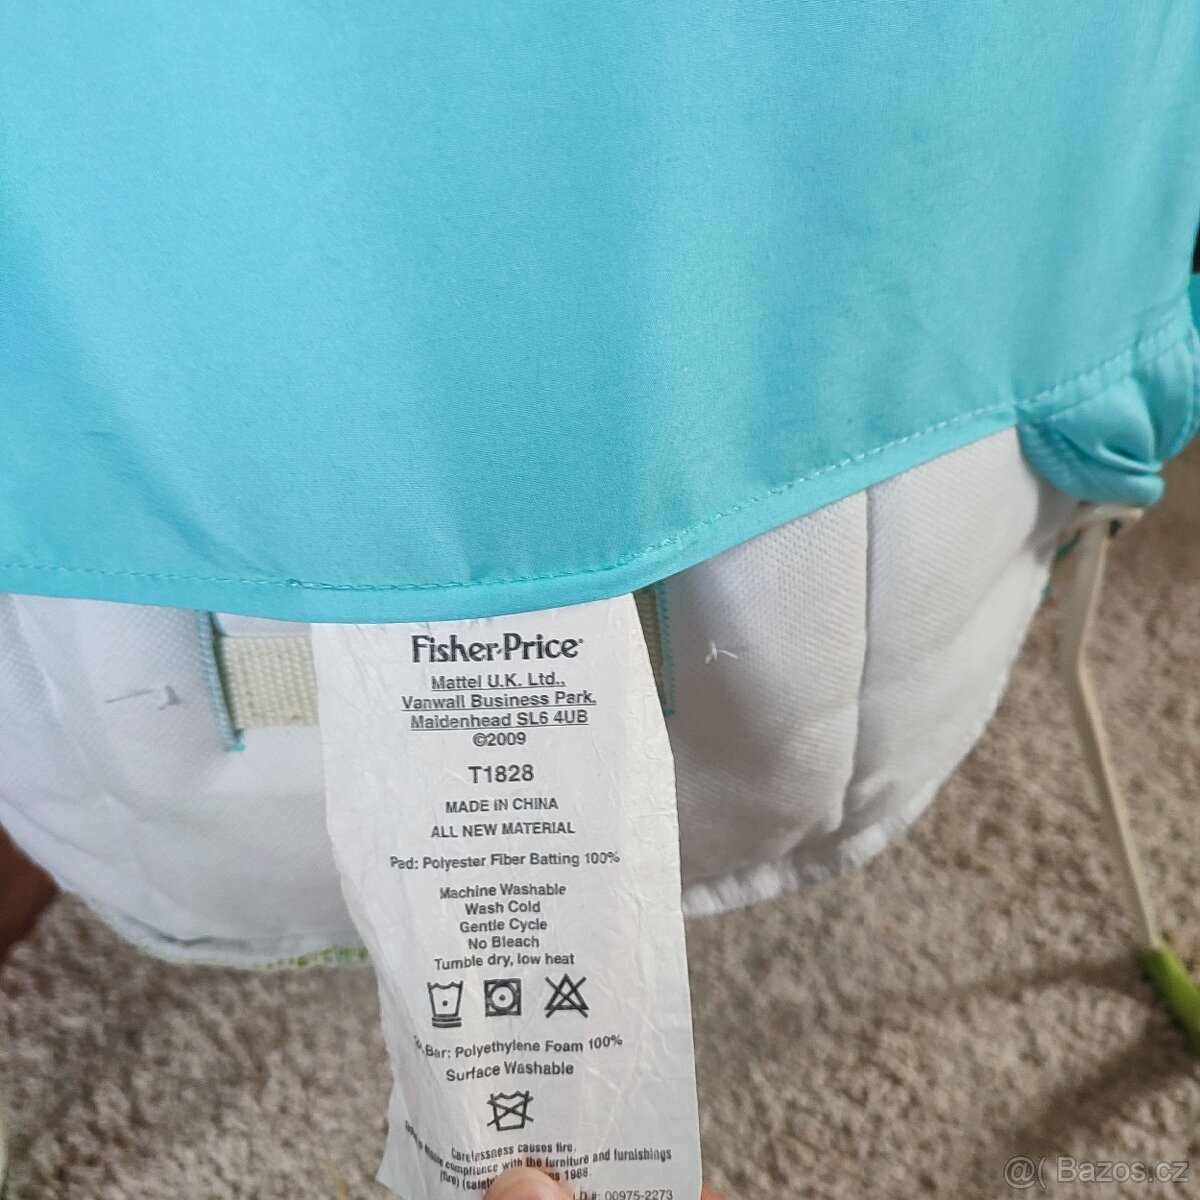 Fisher-Price
Mattel U.K. Ltd.,
Vanwall Business Park,
Maidenhead SL6 4UB
©2009
T1828
MADE IN CHINA
ALL NEW MATERIAL
Pad: Polyester Fiber Batting 100%
Machine Washable
Wash Cold
Gentle Cycle
No Bleach
Tumble dry, low heat
Bar: Polyethylene Foam 100%
Surface Washable
Carelessness causes fire.
compliance with the furniture and furnishings
(fire) 1988.
I.D.#: 00975-2273
@( Bazos.cz